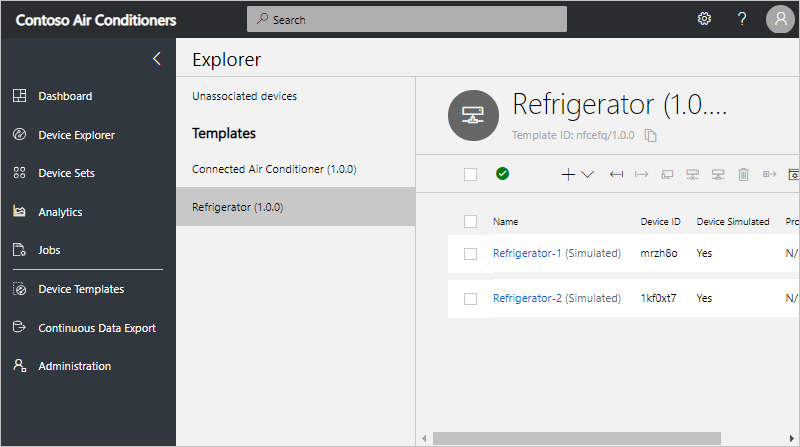 Contoso Air Conditioners
Search
?
Dashboard
Device Explorer
Device Sets
Analytics
Jobs
Device Templates
Continuous Data Export
Administration
Explorer
Unassociated devices
Templates
Connected Air Conditioner (1.0.0)
Refrigerator (1.0.0)
Refrigerator (1.0....
Template ID: nfcefq/1.0.0
Name Device ID Device Simulated Pro
Refrigerator-1 (Simulated) mrzh8o Yes N/
Refrigerator-2 (Simulated) 1kf0xt7 Yes N/